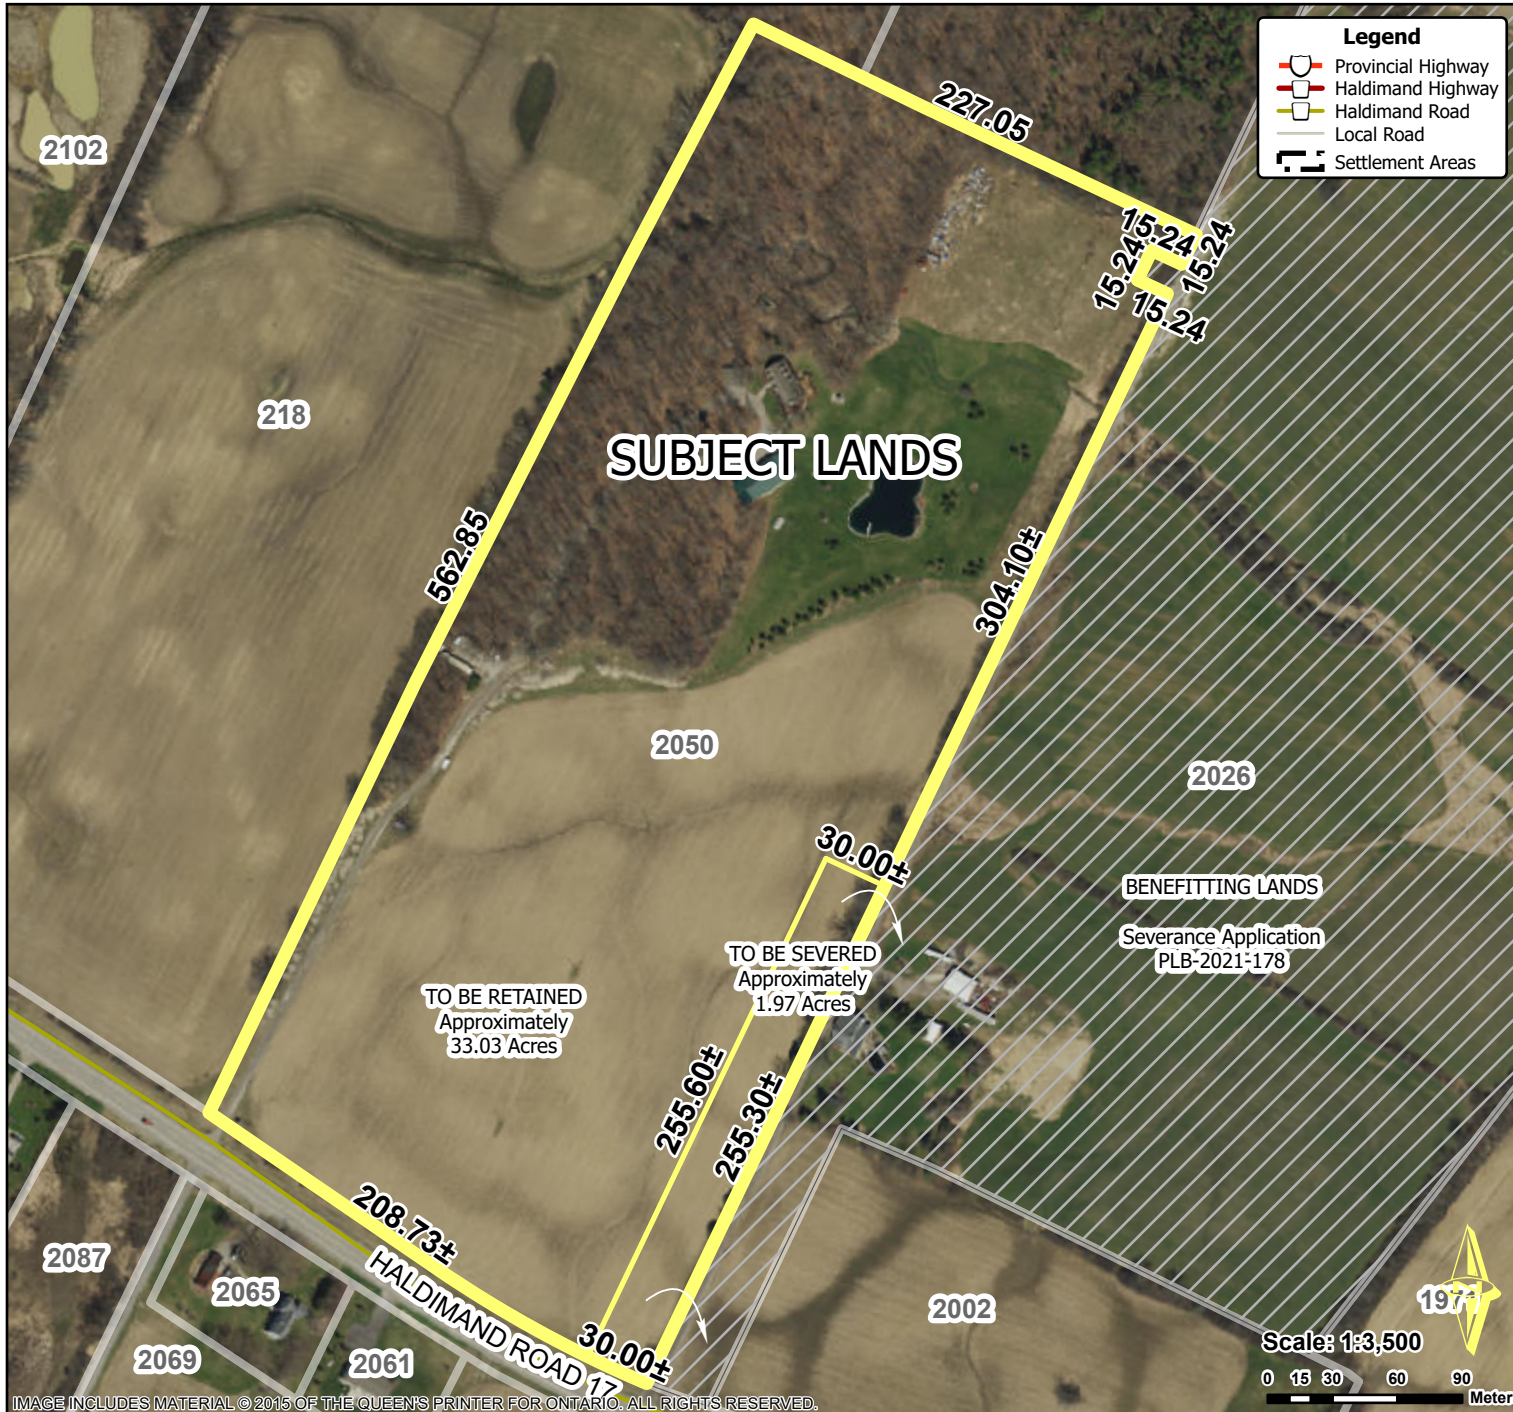 Legend
Provincial Highway
Haldimand Highway
Haldimand Road
Local Road
Settlement Areas
227.05
2102
15.24
15.24
15.24
15.24
218
SUBJECT LANDS
562.85
304.10±
2050
2026
30.00±
BENEFITTING LANDS
Severance Application
PLB-2021-178
TO BE SEVERED
Approximately
1.97 Acres
TO BE RETAINED
Approximately
33.03 Acres
255.60±
255.30±
208.73±
HALDIMAND ROAD 17
30.00±
2087
2065
2069
2061
2002
Scale: 1:3,500
0 15 30 60 90
Meter
IMAGE INCLUDES MATERIAL © 2015 OF THE QUEEN'S PRINTER FOR ONTARIO. ALL RIGHTS RESERVED.